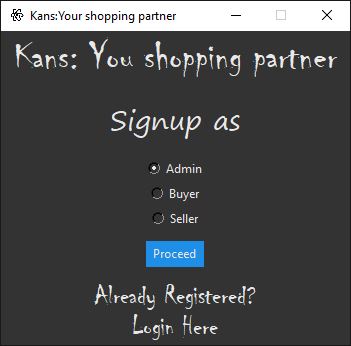 Kans:Your shopping partner
Kans: You shopping partner
Signup as
Admin
Buyer
Seller
Proceed
Already Registered?
Login Here